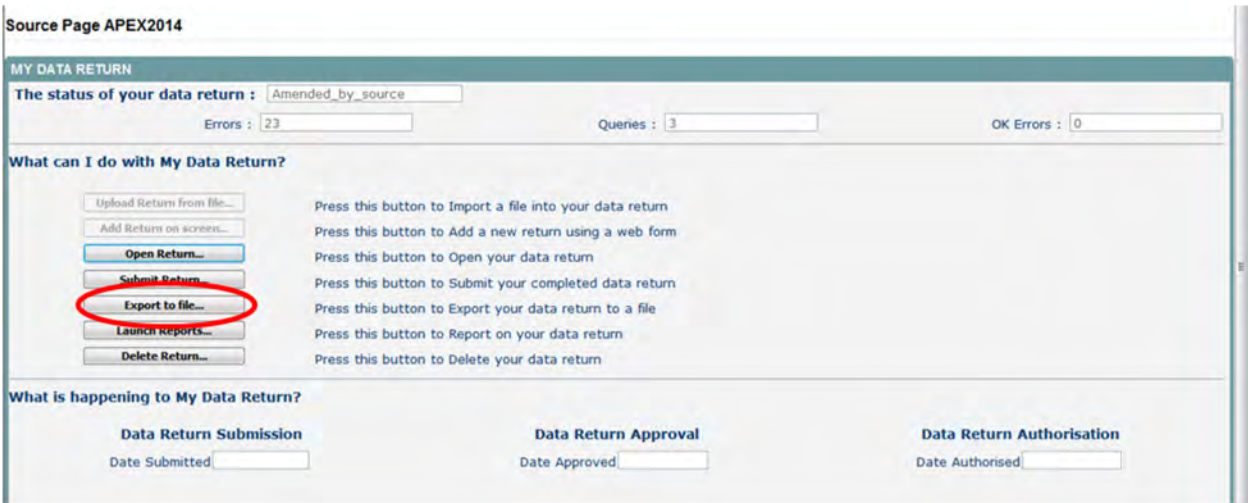 Source Page APEX2014
MY DATA RETURN
The status of your data return : Amended_by_source
Errors : 23 Queries : 3 OK Errors : 0
What can I do with My Data Return?
Upload Return from file... Press this button to Import a file into your data return
Add Return on screen... Press this button to Add a new return using a web form
Open Return... Press this button to Open your data return
Submit Return... Press this button to Submit your completed data return
Export to file... Press this button to Export your data return to a file
Launch Reports... Press this button to Report on your data return
Delete Return... Press this button to Delete your data return
What is happening to My Data Return?
Data Return Submission Data Return Approval Data Return Authorisation
Date Submitted Date Approved Date Authorised